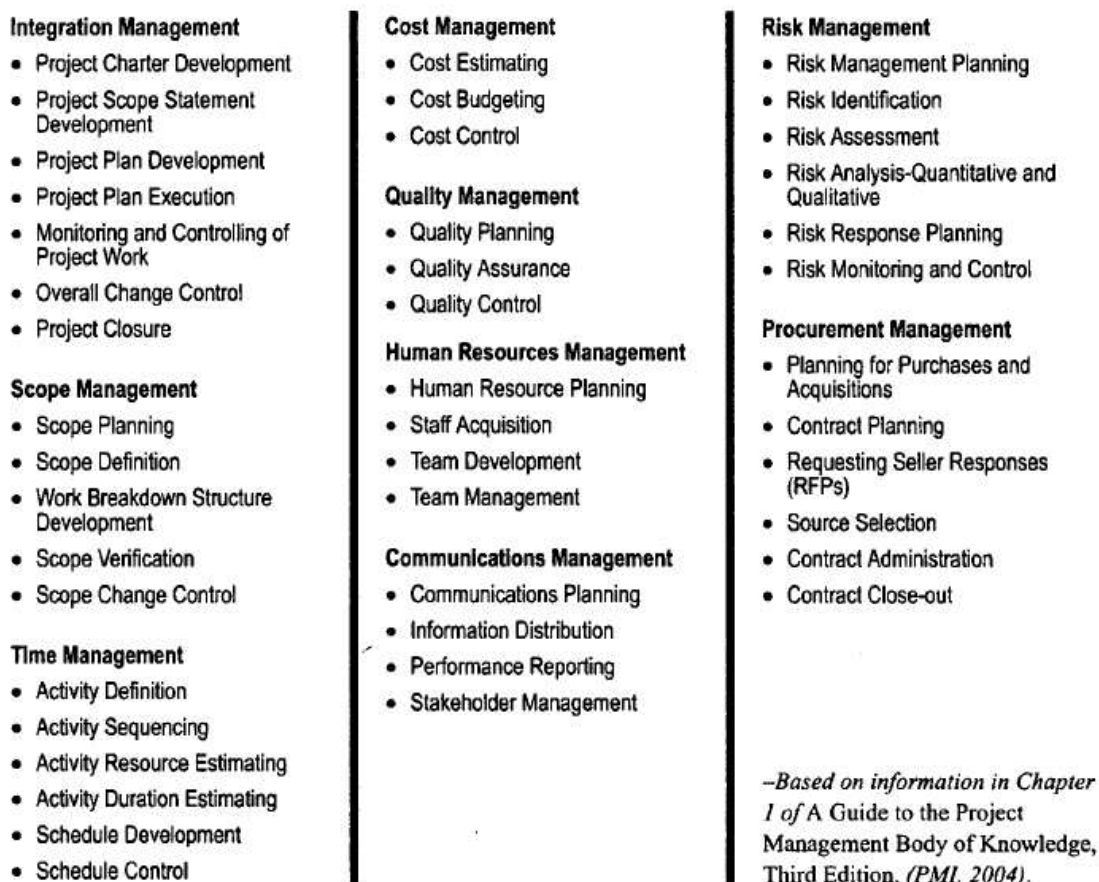 Integration Management
• Project Charter Development
• Project Scope Statement
Development
• Project Plan Development
• Project Plan Execution
• Monitoring and Controlling of
Project Work
• Overall Change Control
• Project Closure
Scope Management
• Scope Planning
• Scope Definition
• Work Breakdown Structure
Development
• Scope Verification
• Scope Change Control
Time Management
• Activity Definition
• Activity Sequencing
• Activity Resource Estimating
• Activity Duration Estimating
• Schedule Development
• Schedule Control
Cost Management
• Cost Estimating
• Cost Budgeting
• Cost Control
Quality Management
• Quality Planning
• Quality Assurance
• Quality Control
Human Resources Management
• Human Resource Planning
• Staff Acquisition
• Team Development
• Team Management
Communications Management
• Communications Planning
• Information Distribution
• Performance Reporting
• Stakeholder Management
Risk Management
• Risk Management Planning
• Risk Identification
• Risk Assessment
• Risk Analysis-Quantitative and
Qualitative
• Risk Response Planning
• Risk Monitoring and Control
Procurement Management
• Planning for Purchases and
Acquisitions
• Contract Planning
• Requesting Seller Responses
(RFPs)
• Source Selection
• Contract Administration
• Contract Close-out
–Based on information in Chapter
1 of A Guide to the Project
Management Body of Knowledge,
Third Edition, (PMI, 2004).